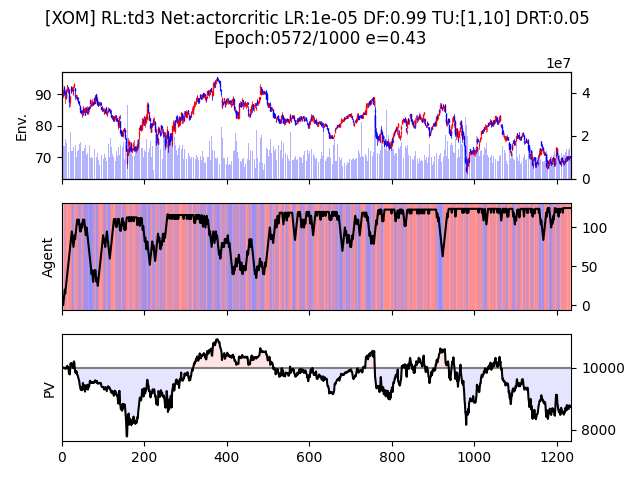 [XOM] RL:td3 Net:actorcritic LR:1e-05 DF:0.99 TU:[1,10] DRT:0.05
Epoch:0572/1000 e=0.43
1e7
Env.
90
80
70
4
2
0
Agent
100
50
0
PV
10000
8000
0 200 400 600 800 1000 1200